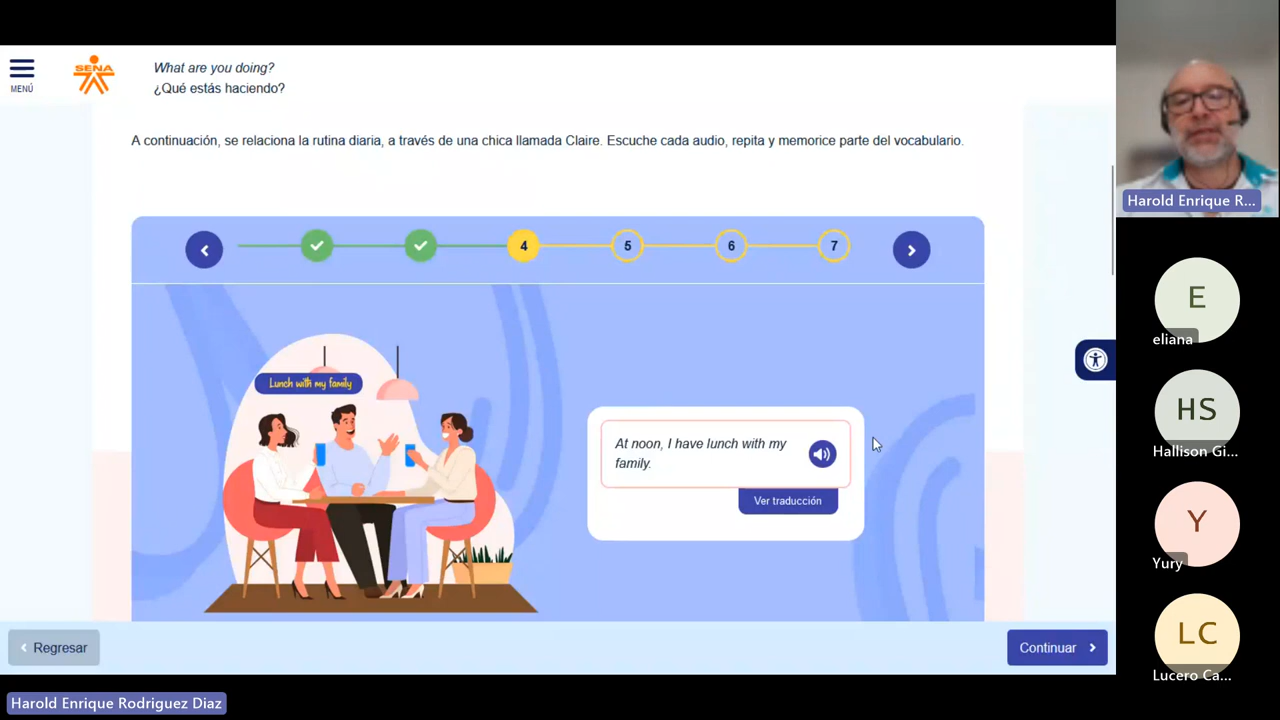 MENÚ
SENA
What are you doing?
¿Qué estás haciendo?
A continuación, se relaciona la rutina diaria, a través de una chica llamada Claire. Escuche cada audio, repita y memorice parte del vocabulario.
4
5
6
7
Lunch with my family
At noon, I have lunch with my
family.
Ver traducción
Regresar
Continuar
Harold Enrique Rodriguez Diaz
Harold Enrique R...
E
eliana
HS
Hallison Gi...
Y
Yury
LC
Lucero Ca...